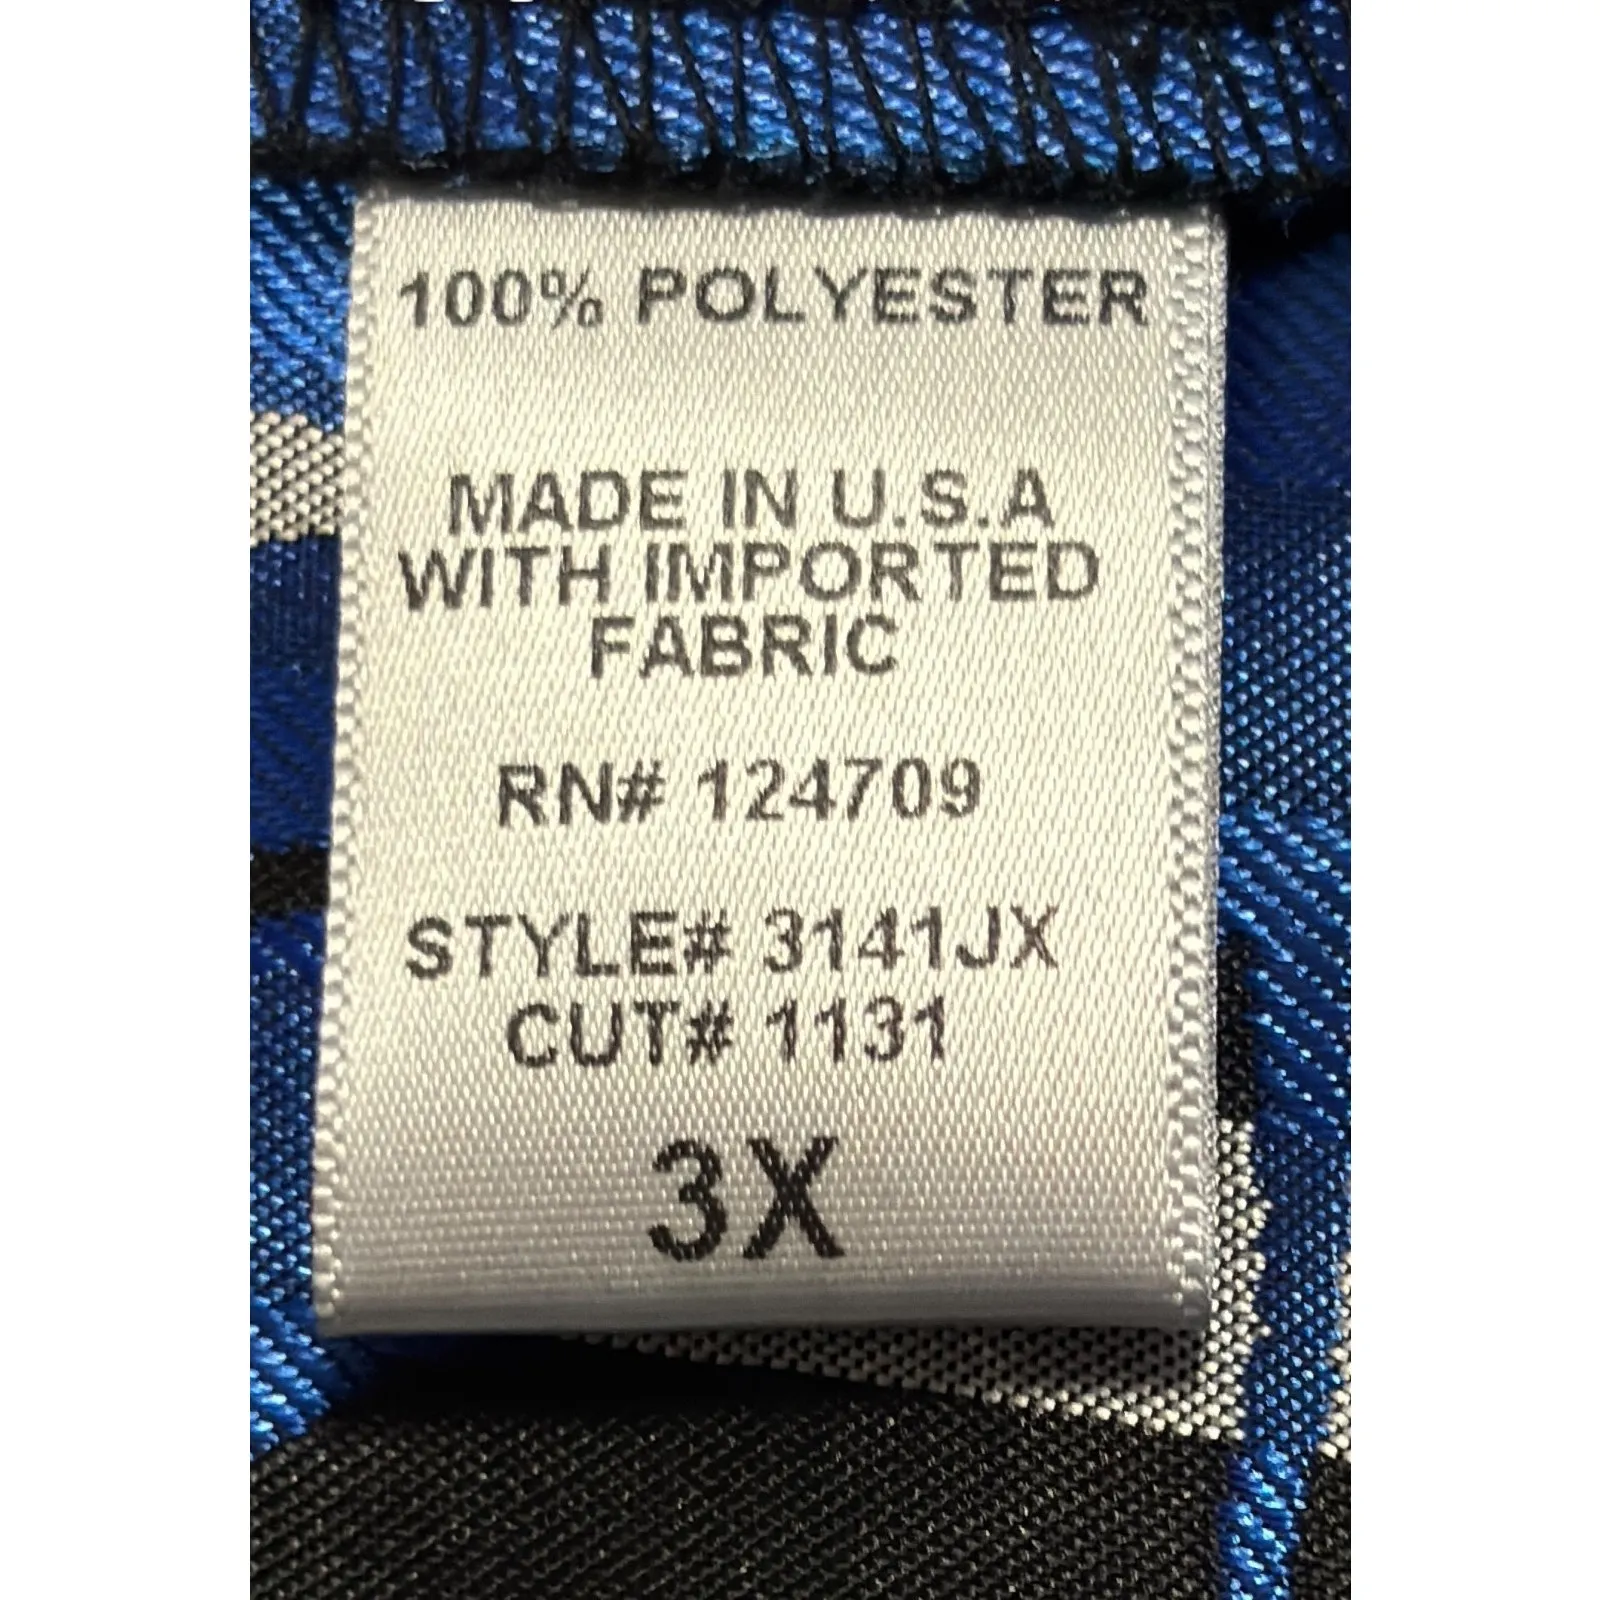 100% POLYESTER
MADE IN U.S.A
WITH IMPORTED
FABRIC
RN# 124709
STYLE# 3141JX
CUT# 1131
3X